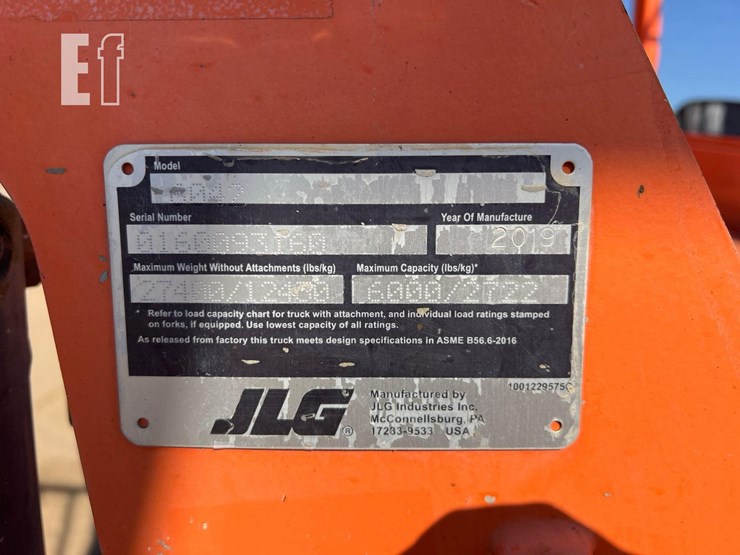 Ef
Model
6042
Serial Number
Year Of Manufacture
2019
Maximum Weight Without Attachments (lbs/kg)
Maximum Capacity (lbs/kg)*
6000/2722
* Refer to load capacity chart for truck with attachment, and individual load ratings stamped
on forks, if equipped. Use lowest capacity of all ratings.
As released from factory this truck meets design specifications in ASME B56.6-2016
1001229575C
JLG®
Manufactured by
JLG Industries Inc.
McConnellsburg, PA
17233-9533 USA